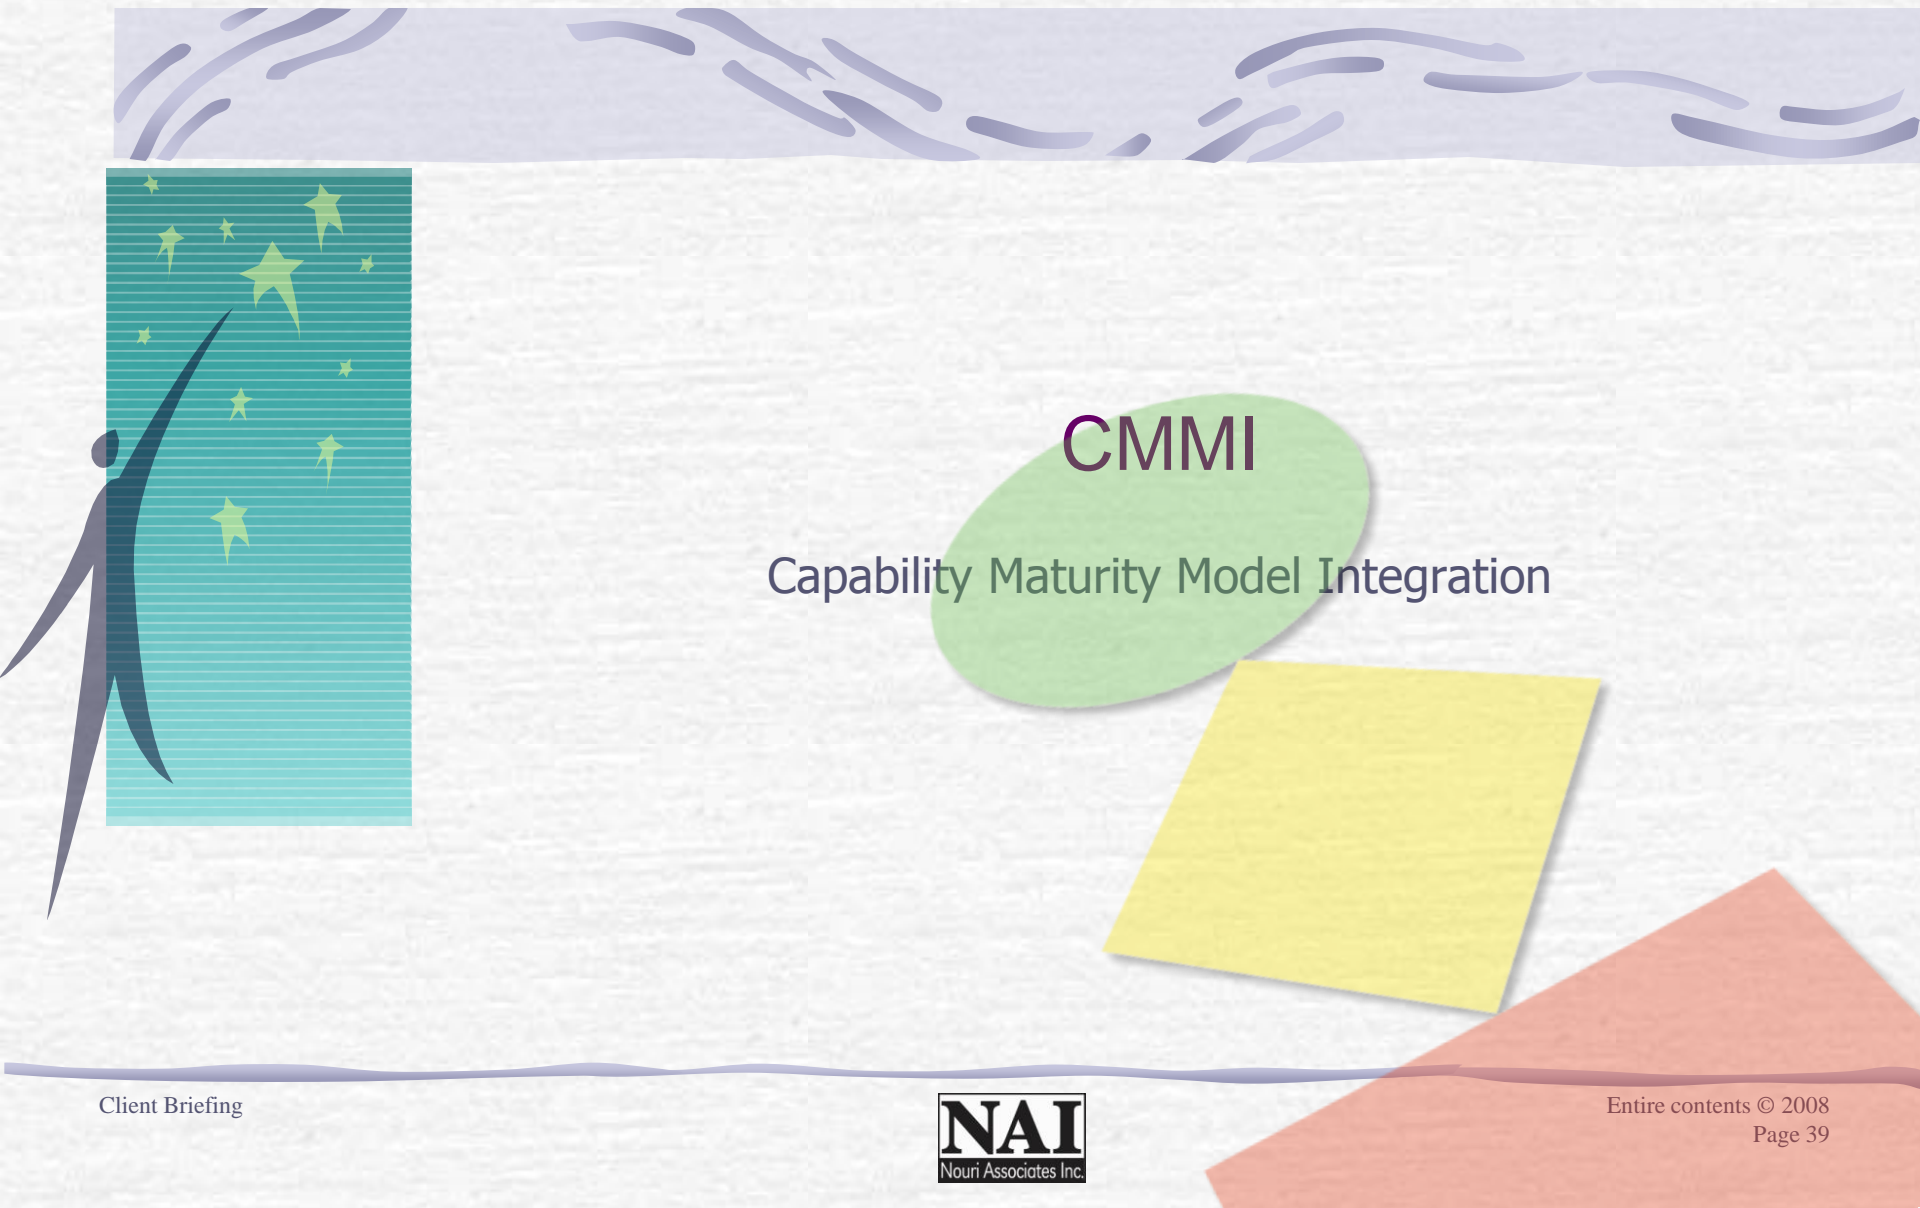 CMMI
Capability Maturity Model Integration
Client Briefing
NAI
Nouri Associates Inc.
Entire contents © 2008
Page 39